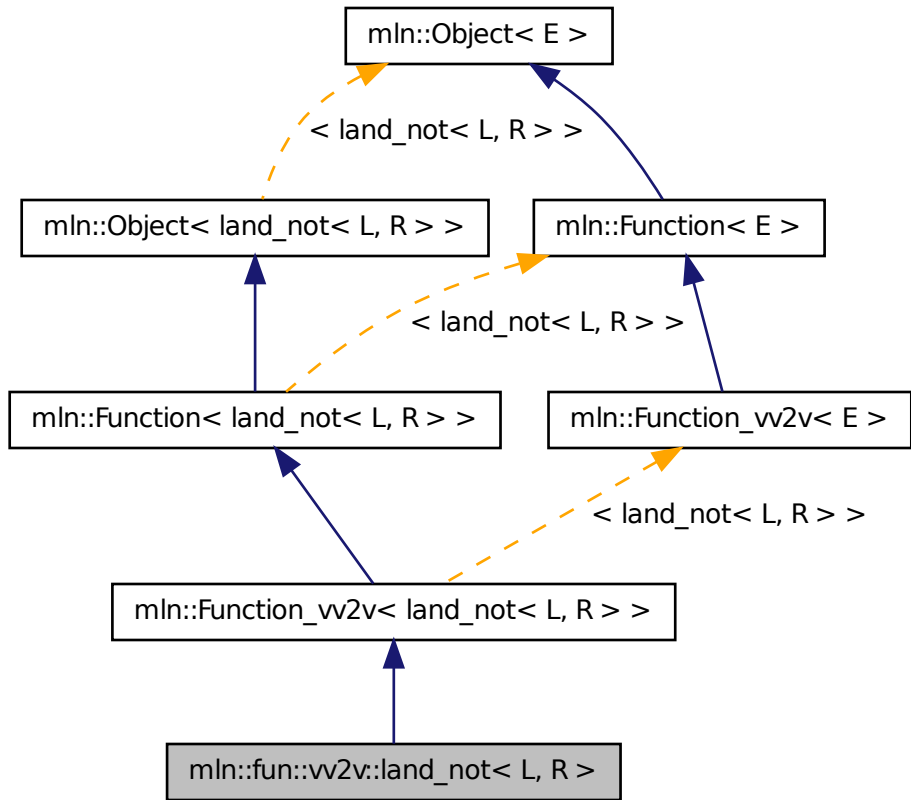 mln::Object< E >
< land_not< L, R > >
mln::Object< land_not< L, R > >
mln::Function< E >
< land_not< L, R > >
mln::Function< land_not< L, R > >
mln::Function_vv2v< E >
< land_not< L, R > >
mln::Function_vv2v< land_not< L, R > >
mln::fun::vv2v::land_not< L, R >